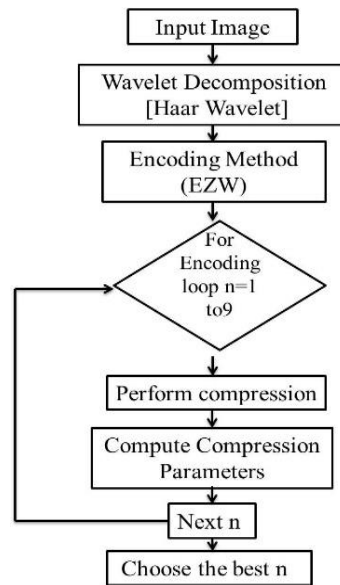 Input Image
Wavelet Decomposition
[Haar Wavelet]
Encoding Method
(EZW)
For
Encoding
loop n=1
to9
Perform compression
Compute Compression
Parameters
Next n
Choose the best n